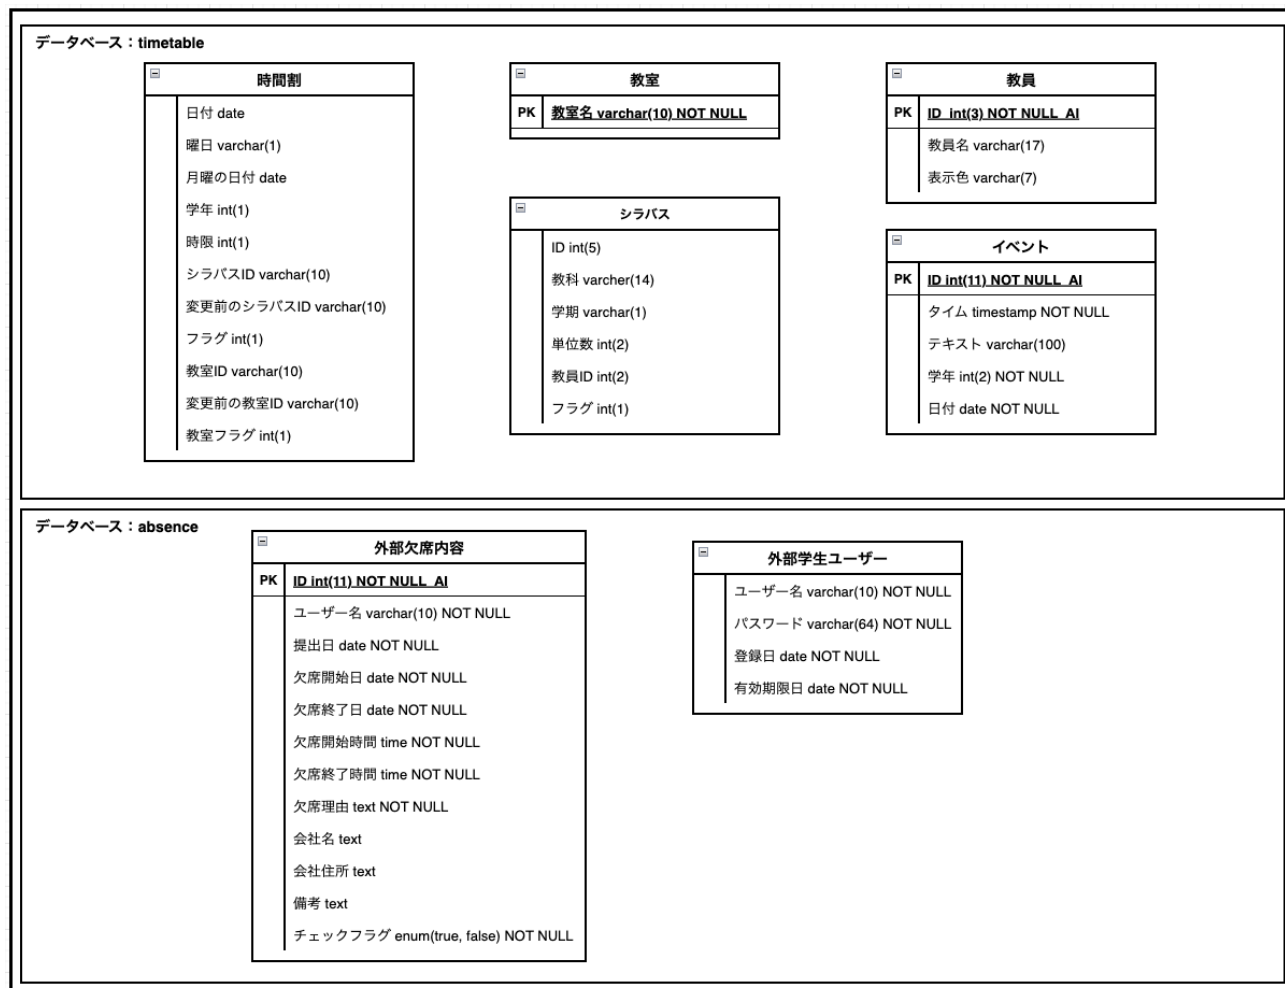 データベース：timetable
時間割
日付 date
曜日 varchar(1)
月曜の日付 date
学年 int(1)
時限 int(1)
シラバスID varchar(10)
変更前のシラバスID varchar(10)
フラグ int(1)
教室ID varchar(10)
変更前の教室ID varchar(10)
教室フラグ int(1)
教室
PK 教室名 varchar(10) NOT NULL
シラバス
ID int(5)
教科 varcher(14)
学期 varchar(1)
単位数 int(2)
教員ID int(2)
フラグ int(1)
教員
PK ID int(3) NOT NULL AI
教員名 varchar(17)
表示色 varchar(7)
イベント
PK ID int(11) NOT NULL AI
タイム timestamp NOT NULL
テキスト varchar(100)
学年 int(2) NOT NULL
日付 date NOT NULL
データベース：absence
外部欠席内容
PK ID int(11) NOT NULL AI
ユーザー名 varchar(10) NOT NULL
提出日 date NOT NULL
欠席開始日 date NOT NULL
欠席終了日 date NOT NULL
欠席開始時間 time NOT NULL
欠席終了時間 time NOT NULL
欠席理由 text NOT NULL
会社名 text
会社住所 text
備考 text
チェックフラグ enum(true, false) NOT NULL
外部学生ユーザー
ユーザー名 varchar(10) NOT NULL
パスワード varchar(64) NOT NULL
登録日 date NOT NULL
有効期限日 date NOT NULL